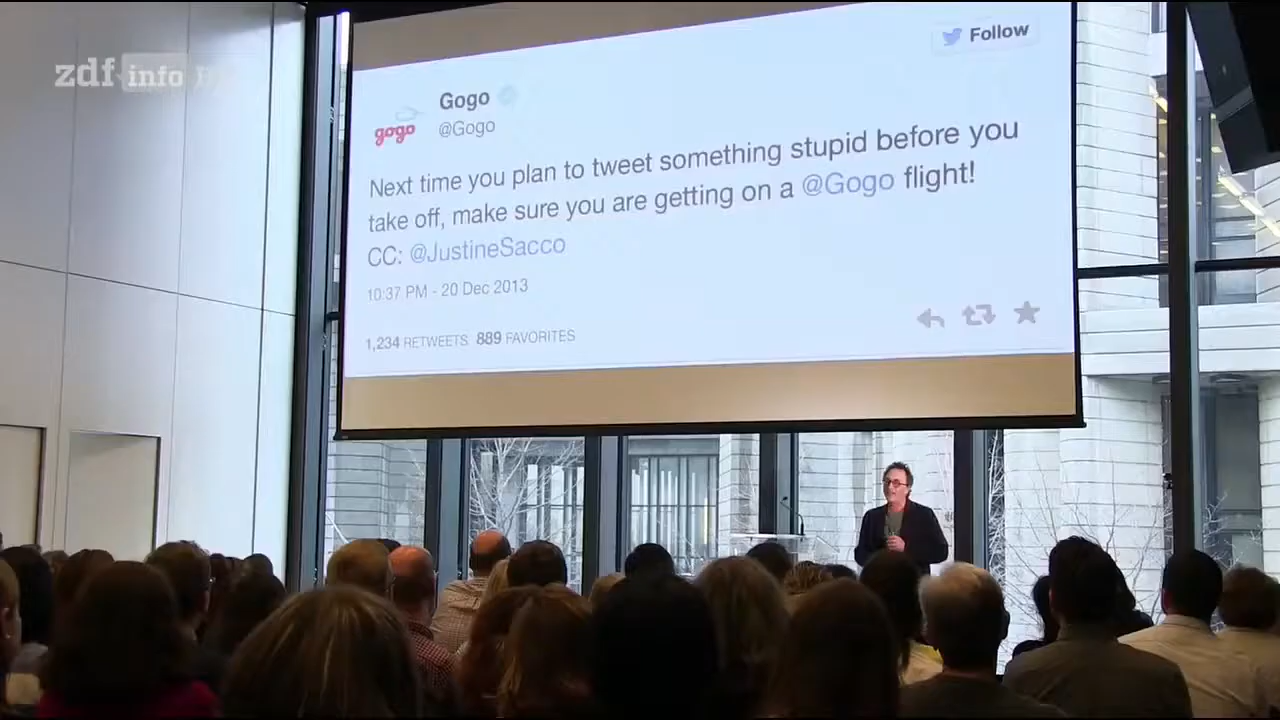 zdf info
Follow
Gogo
gogo
@Gogo
Next time you plan to tweet something stupid before you
take off, make sure you are getting on a @Gogo flight!
CC: @JustineSacco
10:37 PM - 20 Dec 2013
1,234 RETWEETS 889 FAVORITES